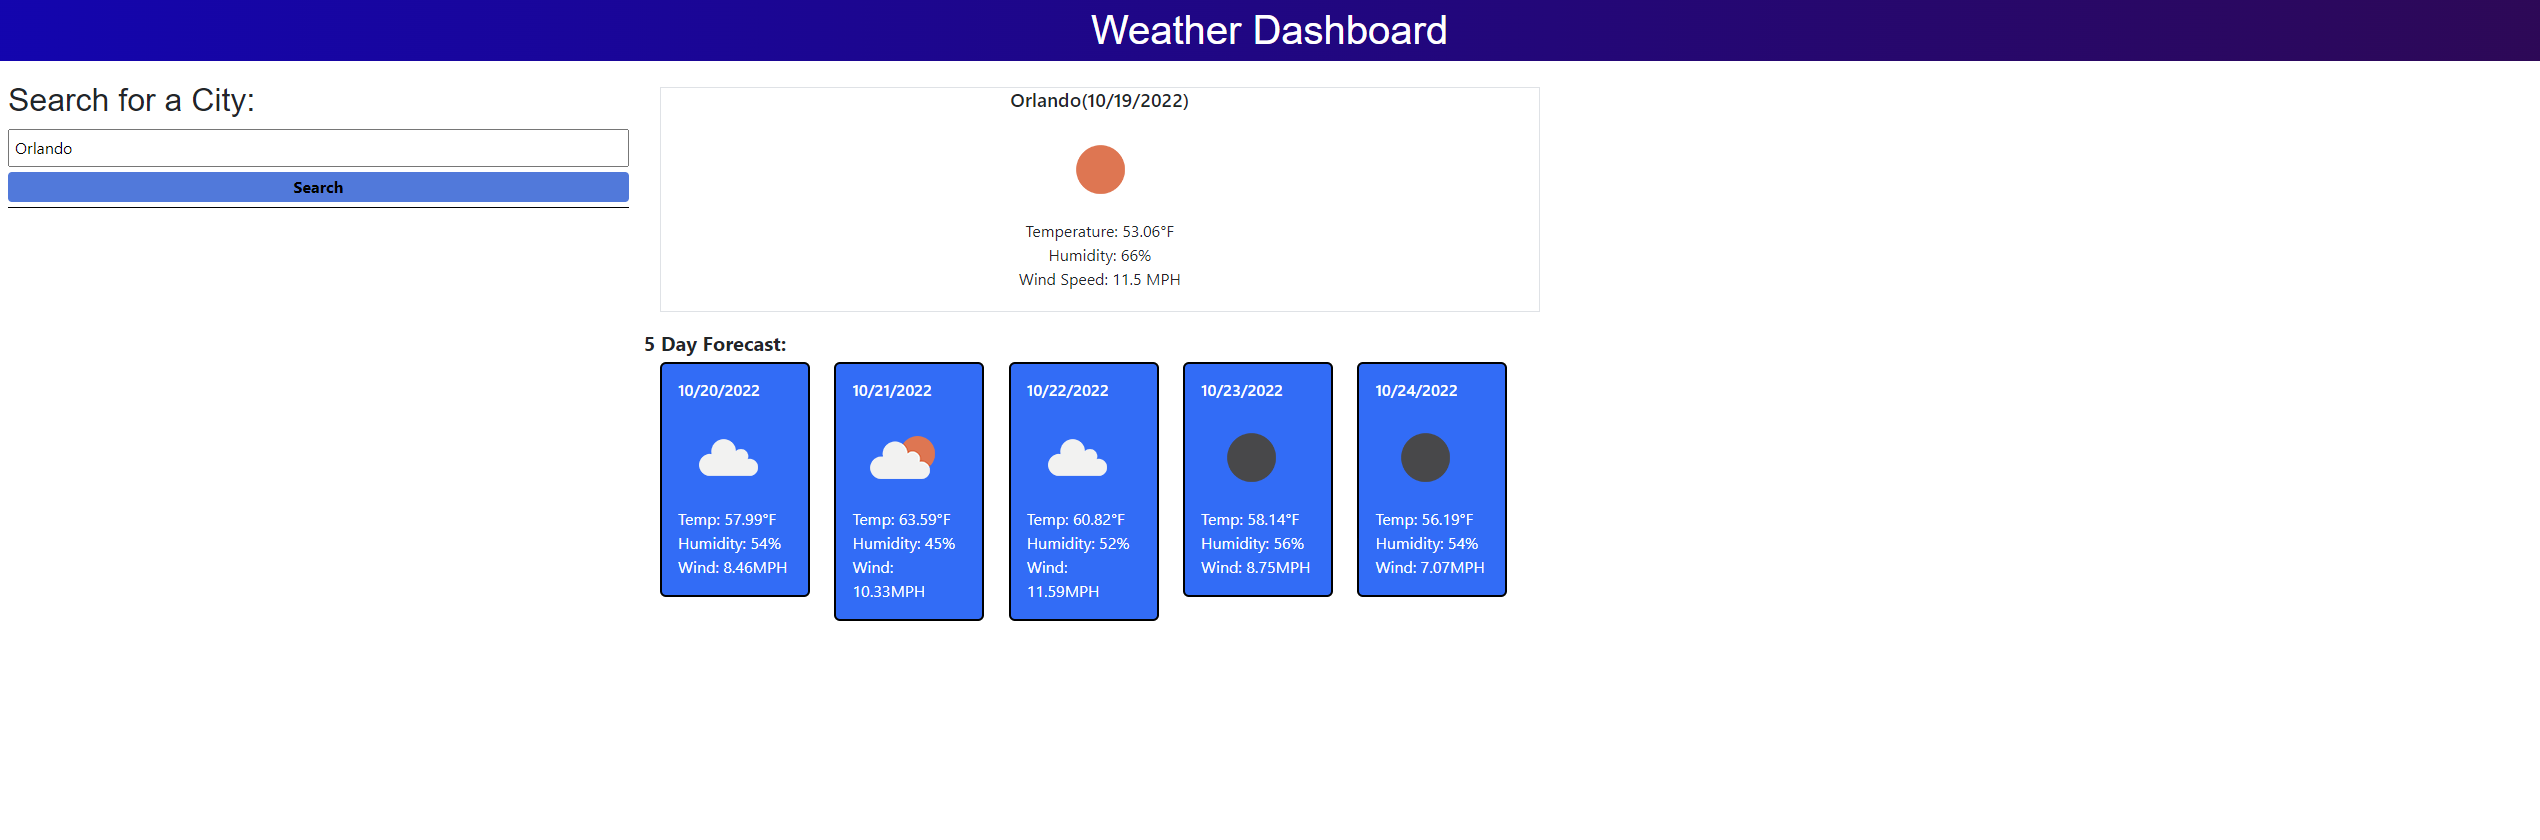 Weather Dashboard
Search for a City:
Orlando
Search
Orlando(10/19/2022)
Temperature: 53.06°F
Humidity: 66%
Wind Speed: 11.5 MPH
5 Day Forecast:
10/20/2022
Temp: 57.99°F
Humidity: 54%
Wind: 8.46MPH
10/21/2022
Temp: 63.59°F
Humidity: 45%
Wind:
10.33MPH
10/22/2022
Temp: 60.82°F
Humidity: 52%
Wind:
11.59MPH
10/23/2022
Temp: 58.14°F
Humidity: 56%
Wind: 8.75MPH
10/24/2022
Temp: 56.19°F
Humidity: 54%
Wind: 7.07MPH